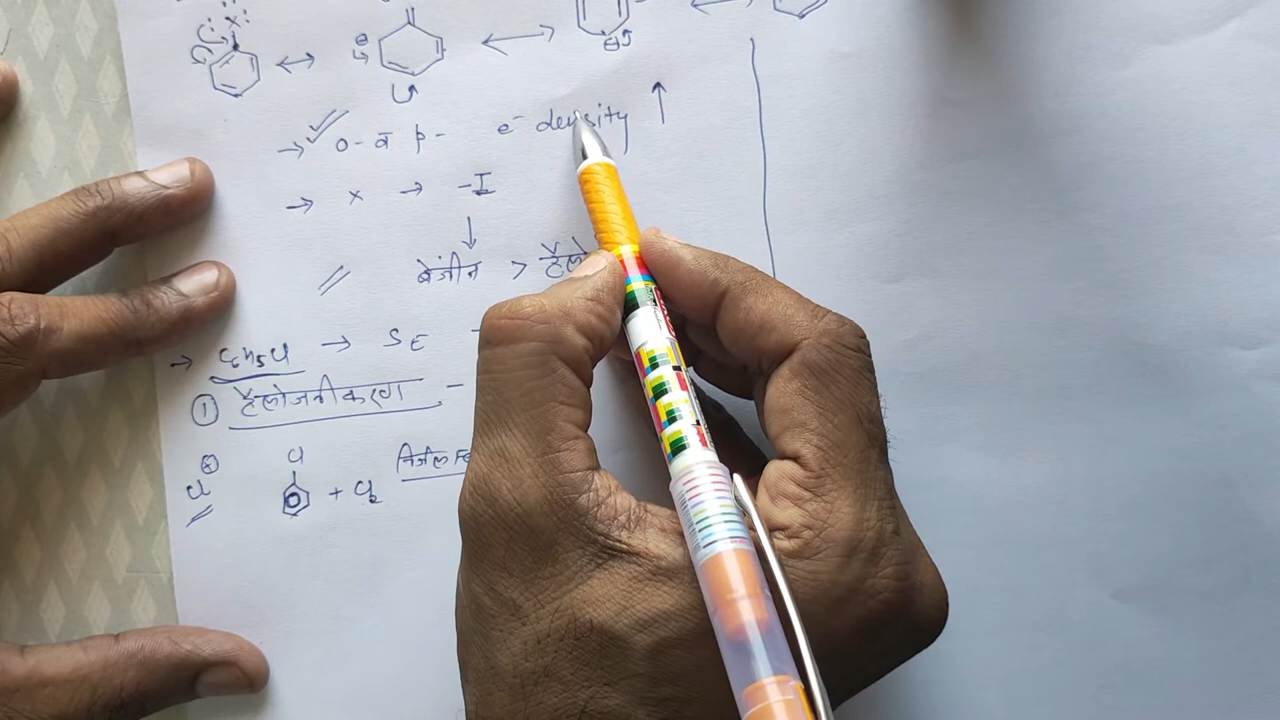 → o- व p- e⁻ density ↑
→ x → -I
↓
बेंजीन > हैलो
→ C₆H₅Cl → SE
① हैलोजनीकरण -
Cl⊕ Cl + Cl₂ निर्जल Fe